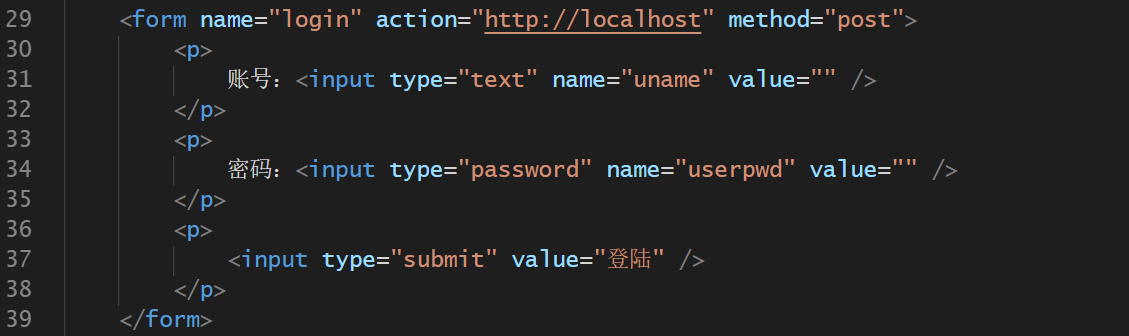 29 <form name="login" action="http://localhost" method="post">
30 <p>
31 账号：<input type="text" name="uname" value="" />
32 </p>
33 <p>
34 密码：<input type="password" name="userpwd" value="" />
35 </p>
36 <p>
37 <input type="submit" value="登陆" />
38 </p>
39 </form>